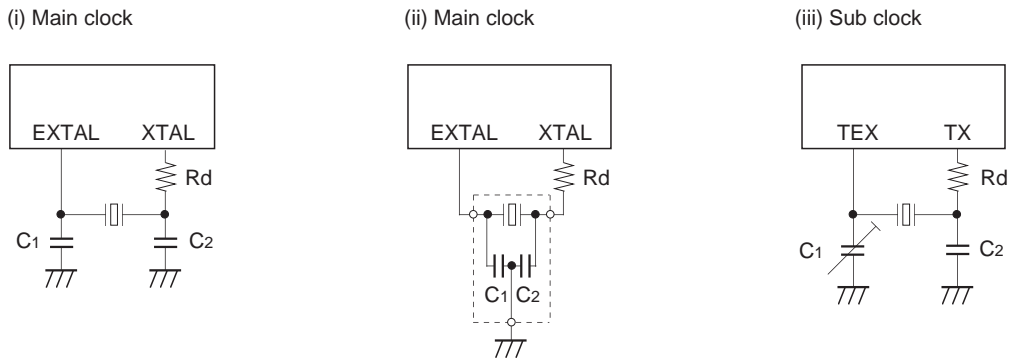 (i) Main clock
EXTAL XTAL
Rd
C1 C2
(ii) Main clock
EXTAL XTAL
Rd
C1 C2
(iii) Sub clock
TEX TX
Rd
C1 C2